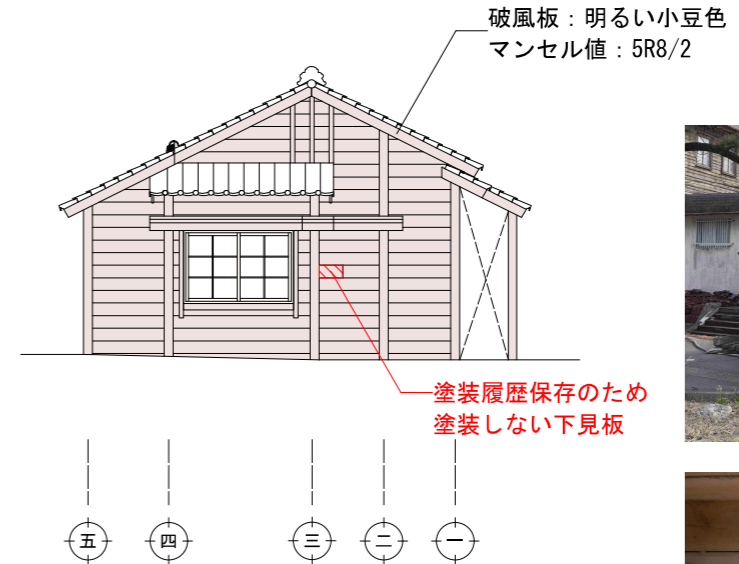 破風板：明るい小豆色
マンセル値：5R8/2
塗装履歴保存のため
塗装しない下見板
五 四 三 二 一